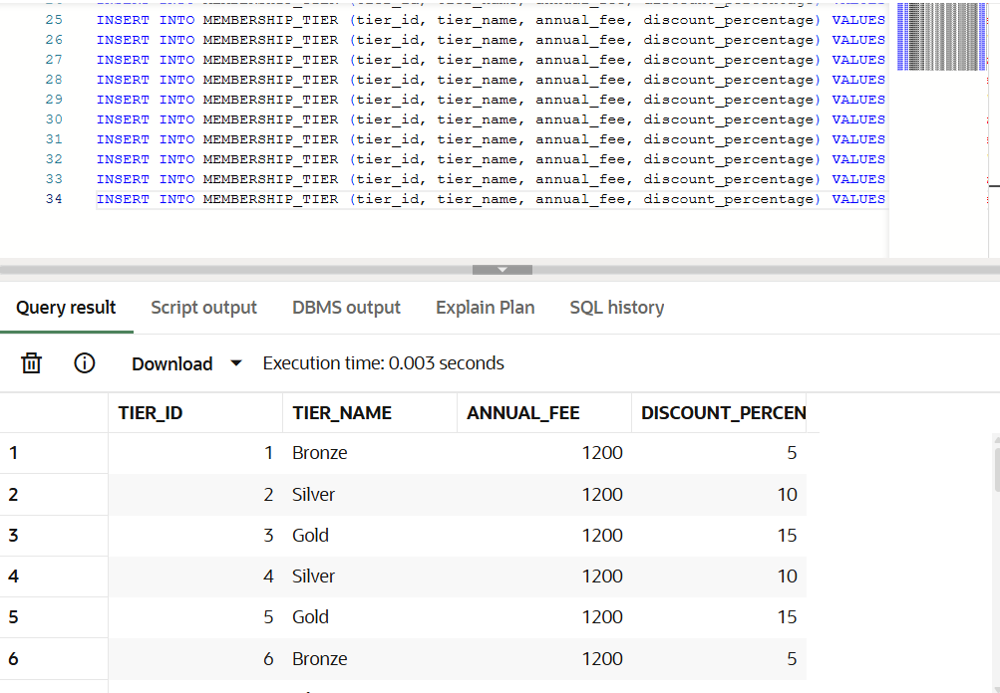 25 INSERT INTO MEMBERSHIP_TIER (tier_id, tier_name, annual_fee, discount_percentage) VALUES
26 INSERT INTO MEMBERSHIP_TIER (tier_id, tier_name, annual_fee, discount_percentage) VALUES
27 INSERT INTO MEMBERSHIP_TIER (tier_id, tier_name, annual_fee, discount_percentage) VALUES
28 INSERT INTO MEMBERSHIP_TIER (tier_id, tier_name, annual_fee, discount_percentage) VALUES
29 INSERT INTO MEMBERSHIP_TIER (tier_id, tier_name, annual_fee, discount_percentage) VALUES
30 INSERT INTO MEMBERSHIP_TIER (tier_id, tier_name, annual_fee, discount_percentage) VALUES
31 INSERT INTO MEMBERSHIP_TIER (tier_id, tier_name, annual_fee, discount_percentage) VALUES
32 INSERT INTO MEMBERSHIP_TIER (tier_id, tier_name, annual_fee, discount_percentage) VALUES
33 INSERT INTO MEMBERSHIP_TIER (tier_id, tier_name, annual_fee, discount_percentage) VALUES
34 INSERT INTO MEMBERSHIP_TIER (tier_id, tier_name, annual_fee, discount_percentage) VALUES
Query result Script output DBMS output Explain Plan SQL history
Download Execution time: 0.003 seconds
TIER_ID TIER_NAME ANNUAL_FEE DISCOUNT_PERCEN
1 1 Bronze 1200 5
2 2 Silver 1200 10
3 3 Gold 1200 15
4 4 Silver 1200 10
5 5 Gold 1200 15
6 6 Bronze 1200 5